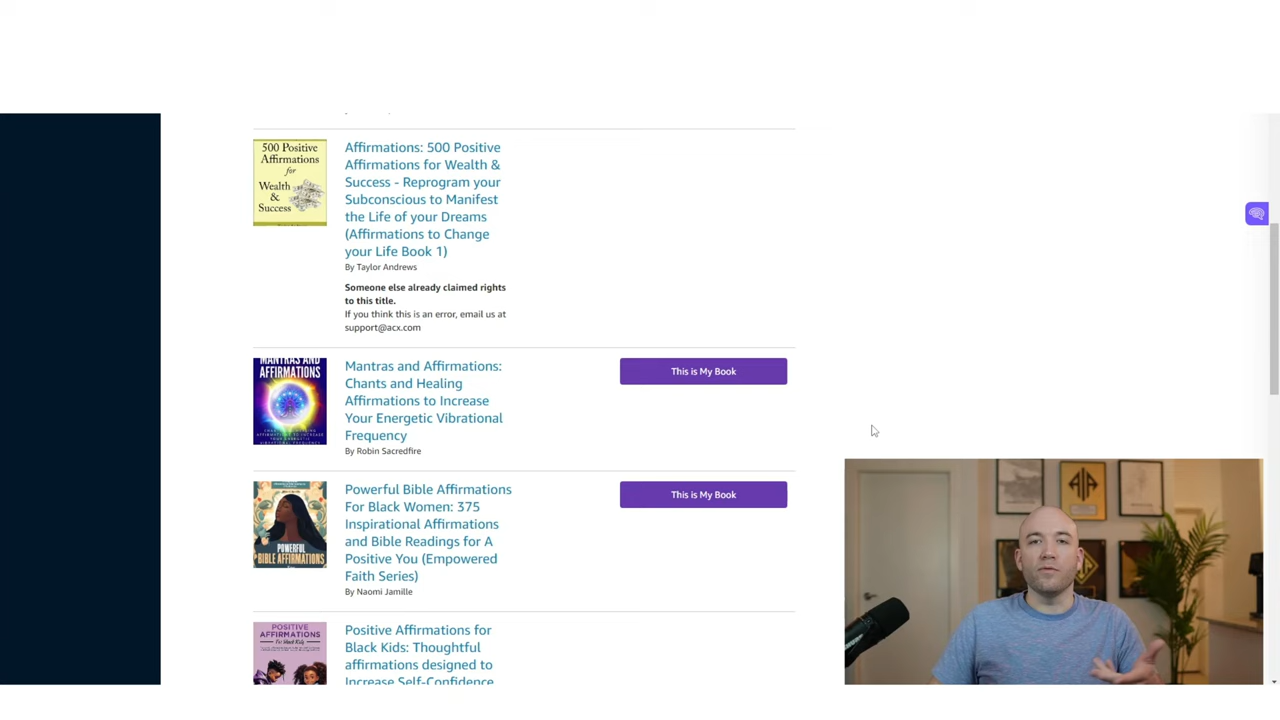 500 Positive
Affirmations
for
Wealth
&
Success
Affirmations: 500 Positive
Affirmations for Wealth &
Success - Reprogram your
Subconscious to Manifest
the Life of your Dreams
(Affirmations to Change
your Life Book 1)
By Taylor Andrews
Someone else already claimed rights
to this title.
If you think this is an error, email us at
support@acx.com
MANTRAS AND
AFFIRMATIONS
Mantras and Affirmations:
Chants and Healing
Affirmations to Increase
Your Energetic Vibrational
Frequency
By Robin Sacredfire
This is My Book
POWERFUL
BIBLE AFFIRMATIONS
Powerful Bible Affirmations
For Black Women: 375
Inspirational Affirmations
and Bible Readings for A
Positive You (Empowered
Faith Series)
By Naomi Jamille
This is My Book
POSITIVE
AFFIRMATIONS
For Black Kids
Positive Affirmations for
Black Kids: Thoughtful
affirmations designed to
Increase Self-Confidence